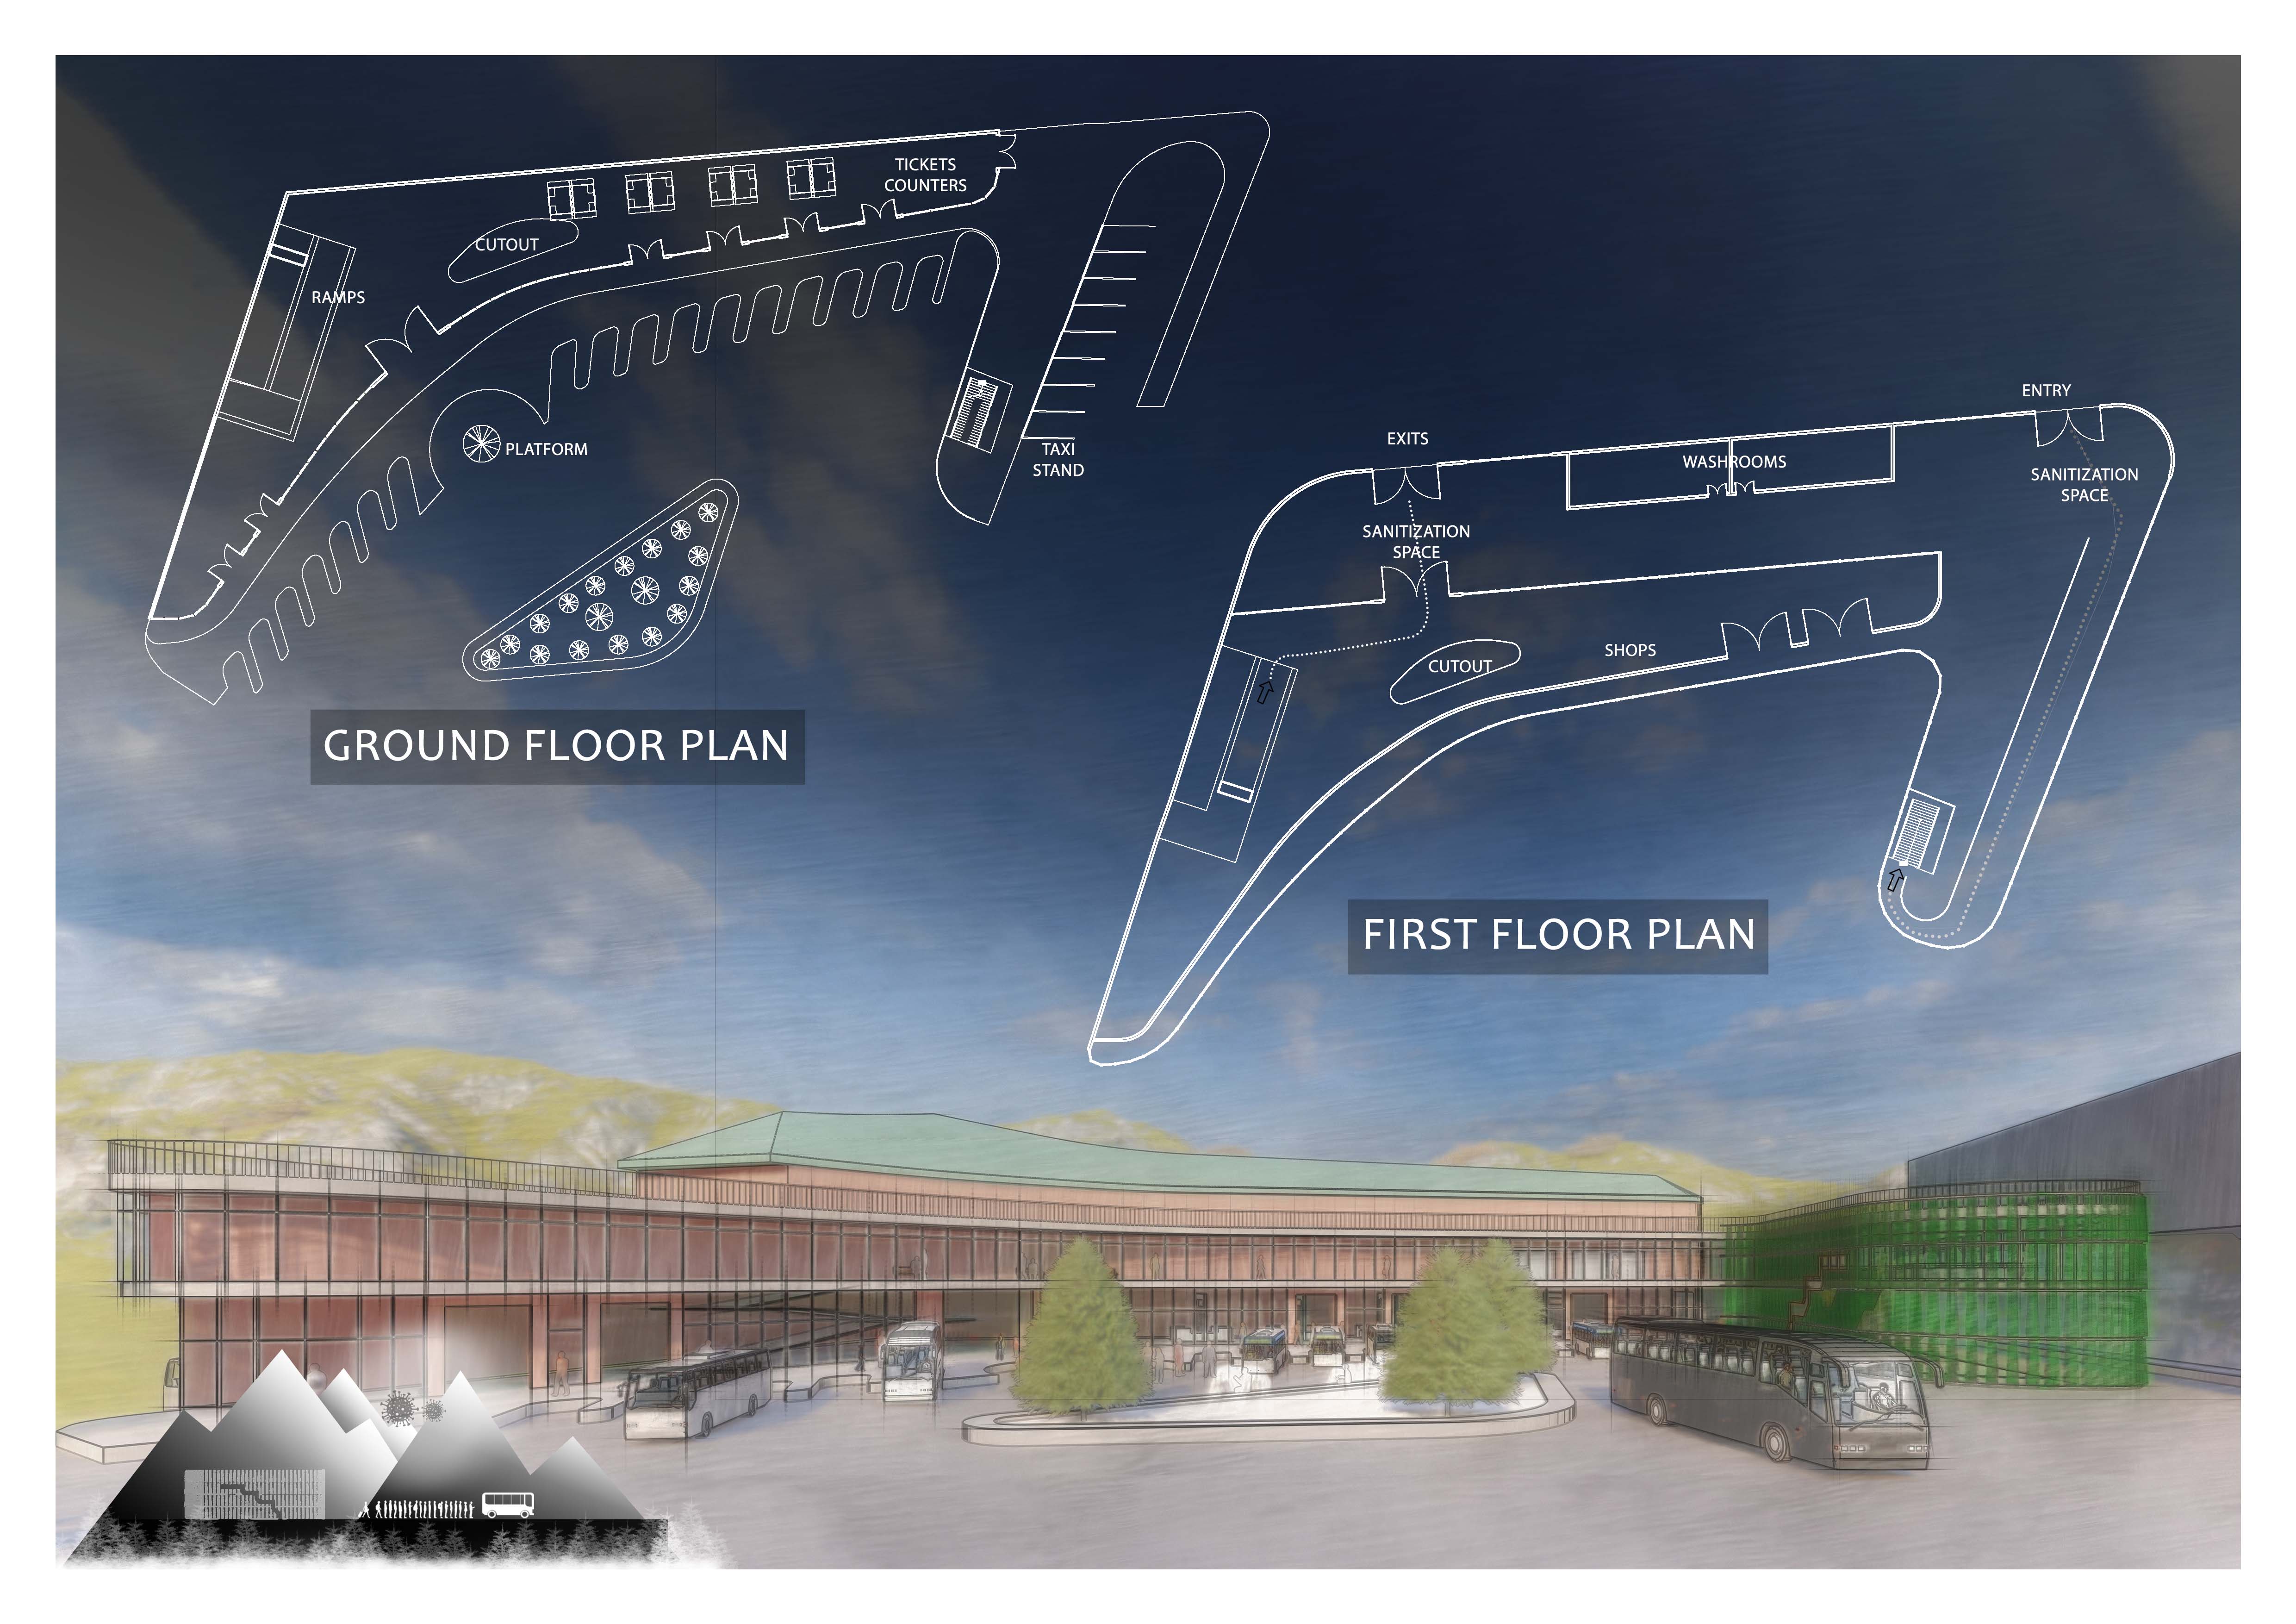 TICKETS
COUNTERS
CUTOUT
RAMPS
PLATFORM
TAXI
STAND
GROUND FLOOR PLAN
ENTRY
EXITS
WASHROOMS
SANITIZATION
SPACE
SANITIZATION
SPACE
SHOPS
CUTOUT
FIRST FLOOR PLAN